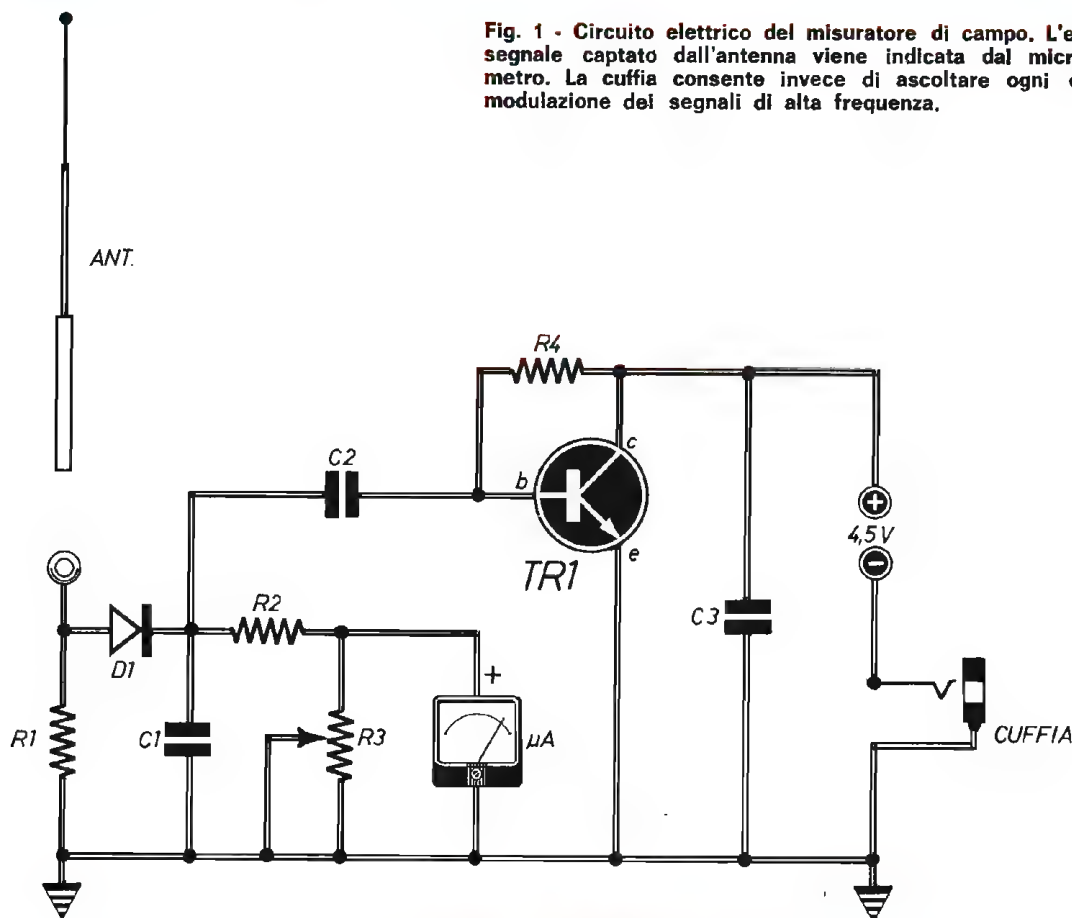 Fig. 1 - Circuito elettrico del misuratore di campo. L'e
segnale captato dall'antenna viene indicata dal micr
metro. La cuffia consente invece di ascoltare ogni
modulazione dei segnali di alta frequenza.
ANT.
R4
C2
b
c
e
TR1
+
4,5 V
-
R2
D1
C3
+
R1
C1
R3
µA
CUFFIA